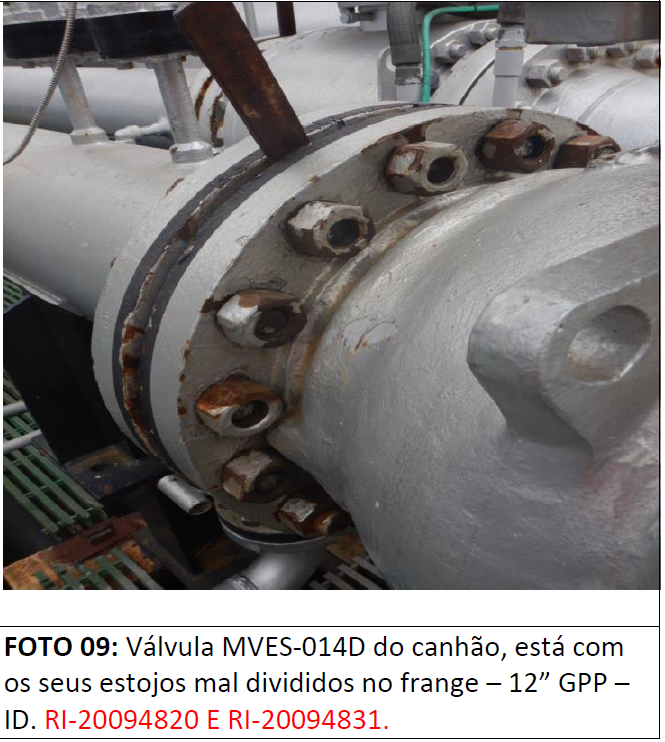 FOTO 09: Válvula MVES-014D do canhão, está com
os seus estojos mal divididos no frange – 12” GPP –
ID. RI-20094820 E RI-20094831.